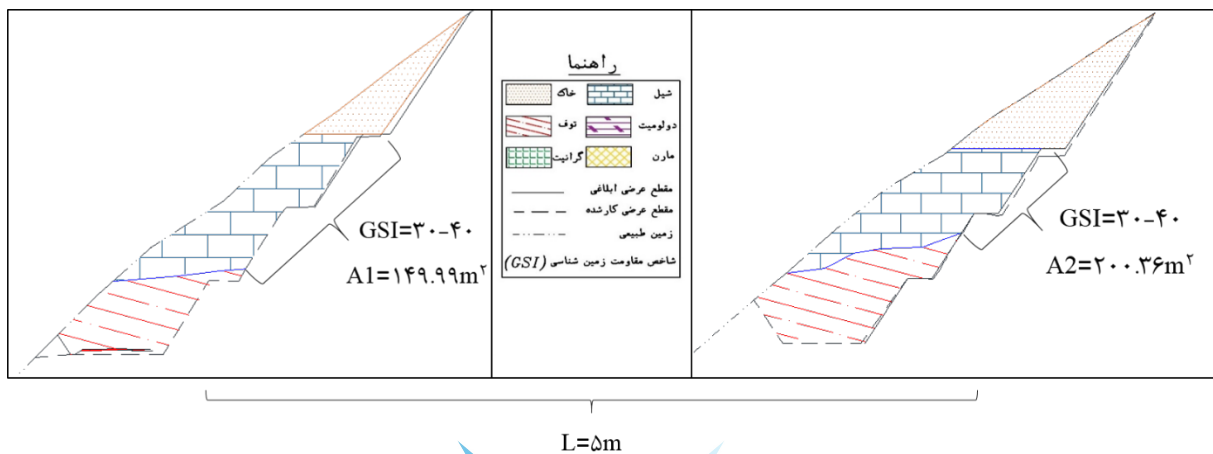 GSI=۳۰-۴۰
A1=۱۴۹.۹۹m۲
راهنما
خاک
شیل
توف
دولومیت
گرانیت
مارن
مقطع عرضی ابلاغی
مقطع عرضی کارشده
زمین طبیعی
شاخص مقاومت زمین شناسی (GSI)
GSI=۳۰-۴۰
A2=۲۰۰.۳۶m۲
L=۵m